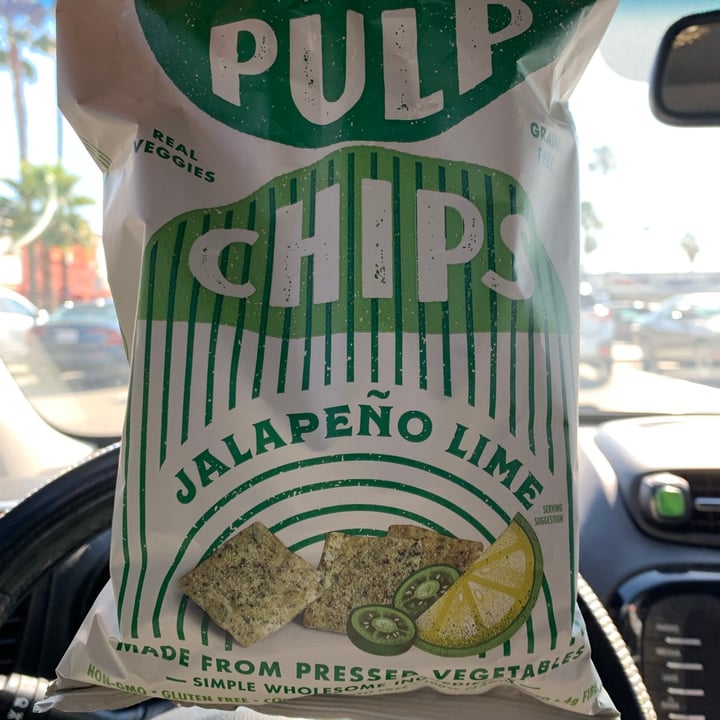 PULP
REAL
VEGGIES
GRAIN
FREE
CHIPS
JALAPEÑO LIME
SERVING
SUGGESTION
MADE FROM PRESSED VEGETABLES
SIMPLE WHOLESOME
NON-GMO • GLUTEN FREE